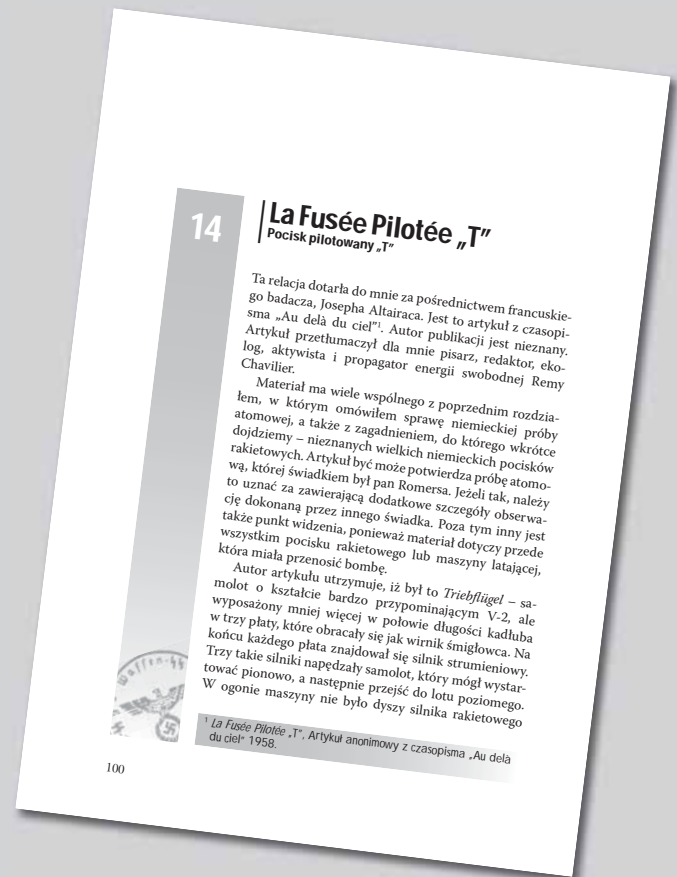 14
La Fusée Pilotée „T”
Pocisk pilotowany „T”
Ta relacja dotarła do mnie za pośrednictwem francuskie-
go badacza, Josepha Altairaca. Jest to artykuł z czasopi-
sma „Au delà du ciel”¹. Autor publikacji jest nieznany.
Artykuł przetłumaczył dla mnie pisarz, redaktor, eko-
log, aktywista i propagator energii swobodnej Remy
Chavilier.
Materiał ma wiele wspólnego z poprzednim rozdzia-
łem, w którym omówiłem sprawę niemieckiej próby
atomowej, a także z zagadnieniem, do którego wkrótce
dojdziemy – nieznanych wielkich niemieckich pocisków
rakietowych. Artykuł być może potwierdza próbę atomo-
wą, której świadkiem był pan Romersa. Jeżeli tak, należy
to uznać za zawierającą dodatkowe szczegóły obserwa-
cję dokonaną przez innego świadka. Poza tym inny jest
także punkt widzenia, ponieważ materiał dotyczy przede
wszystkim pocisku rakietowego lub maszyny latającej,
która miała przenosić bombę.
Autor artykułu utrzymuje, iż był to Triebflügel – sa-
molot o kształcie bardzo przypominającym V-2, ale
wyposażony mniej więcej w połowie długości kadłuba
w trzy płaty, które obracały się jak wirnik śmigłowca. Na
końcu każdego płata znajdował się silnik strumieniowy.
Trzy takie silniki napędzały samolot, który mógł wystar-
tować pionowo, a następnie przejść do lotu poziomego.
W ogonie maszyny nie było dyszy silnika rakietowego
¹ La Fusée Pilotée „T”. Artykuł anonimowy z czasopisma „Au delà
du ciel” 1958.
Waffen-SS
100